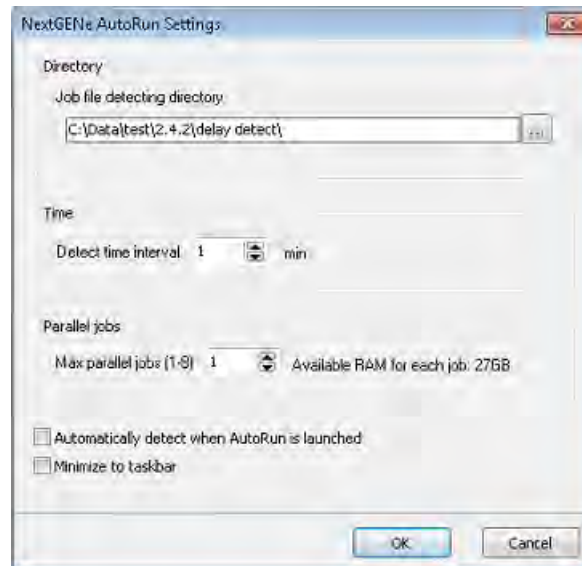 NextGENe AutoRun Settings
Directory
Job file detecting directory
C:\Data\test\2.4.2\delay detect\
...
Time
Detect time interval 1 min
Parallel jobs
Max parallel jobs (1-8) 1 Available RAM for each job: 27GB
Automatically detect when AutoRun is launched
Minimize to taskbar
OK Cancel